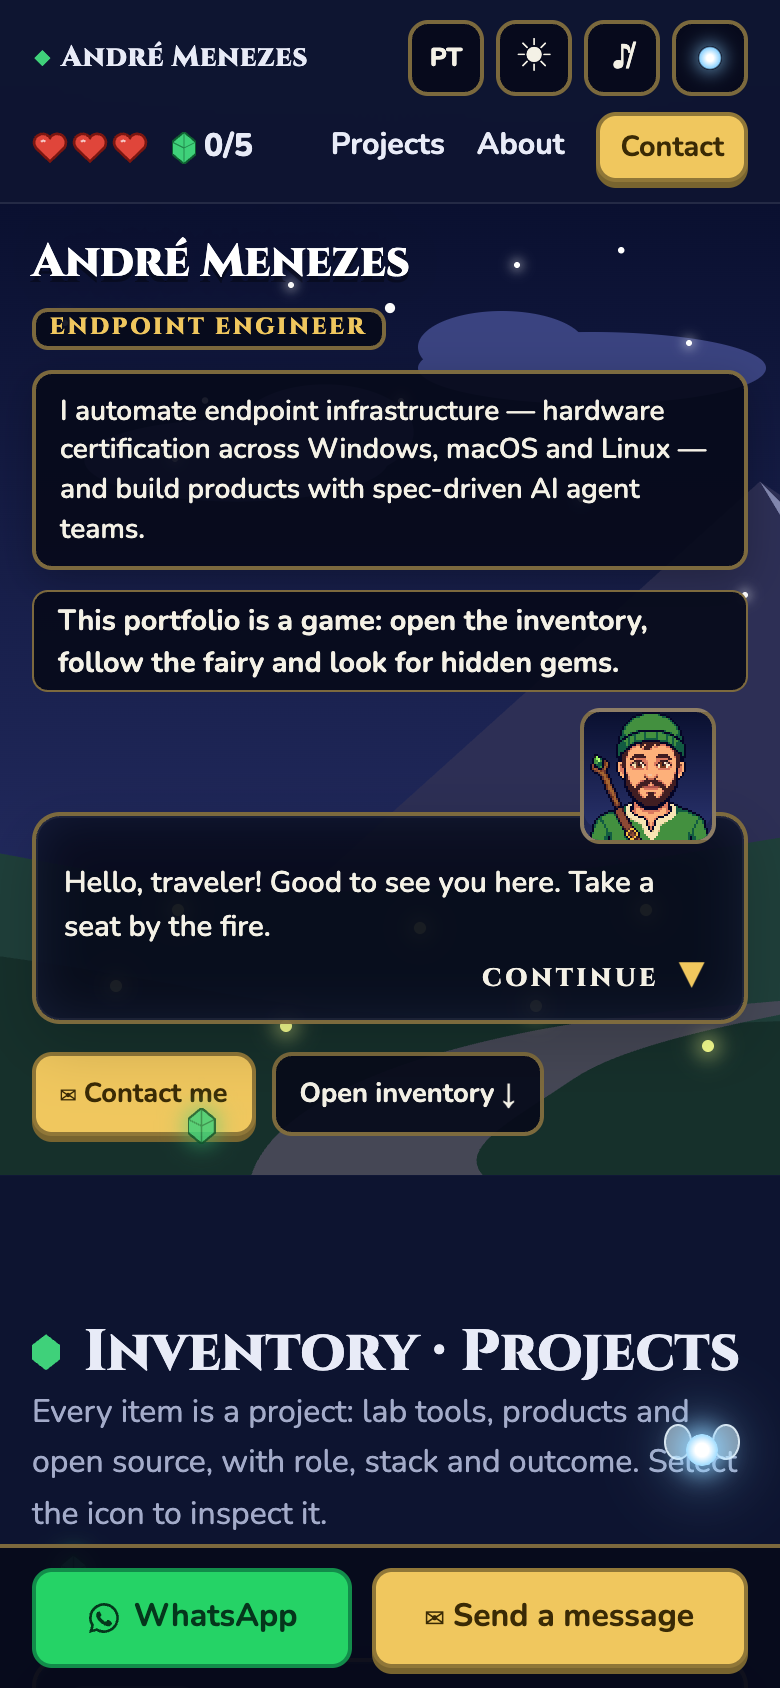 André Menezes
PT
0/5
Projects
About
Contact
André Menezes
ENDPOINT ENGINEER
I automate endpoint infrastructure — hardware
certification across Windows, macOS and Linux —
and build products with spec-driven AI agent
teams.
This portfolio is a game: open the inventory,
follow the fairy and look for hidden gems.
Hello, traveler! Good to see you here. Take a
seat by the fire.
CONTINUE ▼
✉ Contact me
Open inventory ↓
Inventory · Projects
Every item is a project: lab tools, products and
open source, with role, stack and outcome. Select
the icon to inspect it.
WhatsApp
✉ Send a message